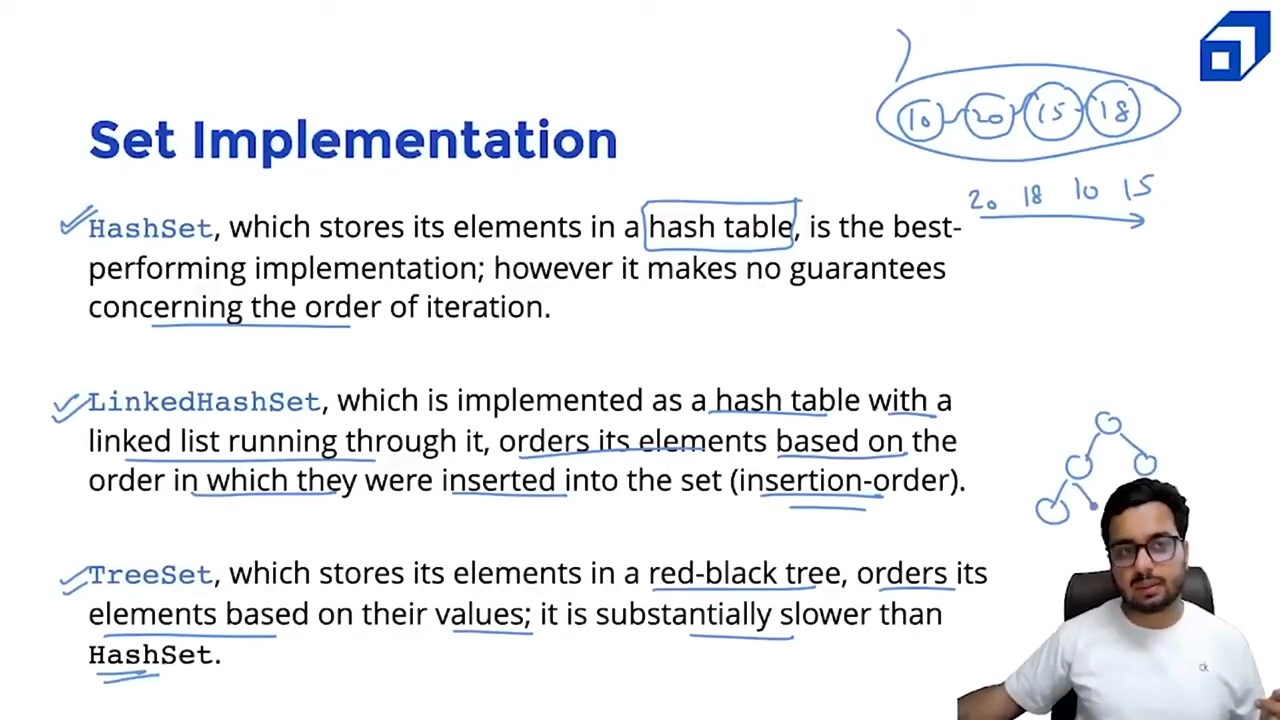 10 20 15 18
20 18 10 15
Set Implementation
HashSet, which stores its elements in a hash table, is the best-
performing implementation; however it makes no guarantees
concerning the order of iteration.
LinkedHashSet, which is implemented as a hash table with a
linked list running through it, orders its elements based on the
order in which they were inserted into the set (insertion-order).
TreeSet, which stores its elements in a red-black tree, orders its
elements based on their values; it is substantially slower than
HashSet.